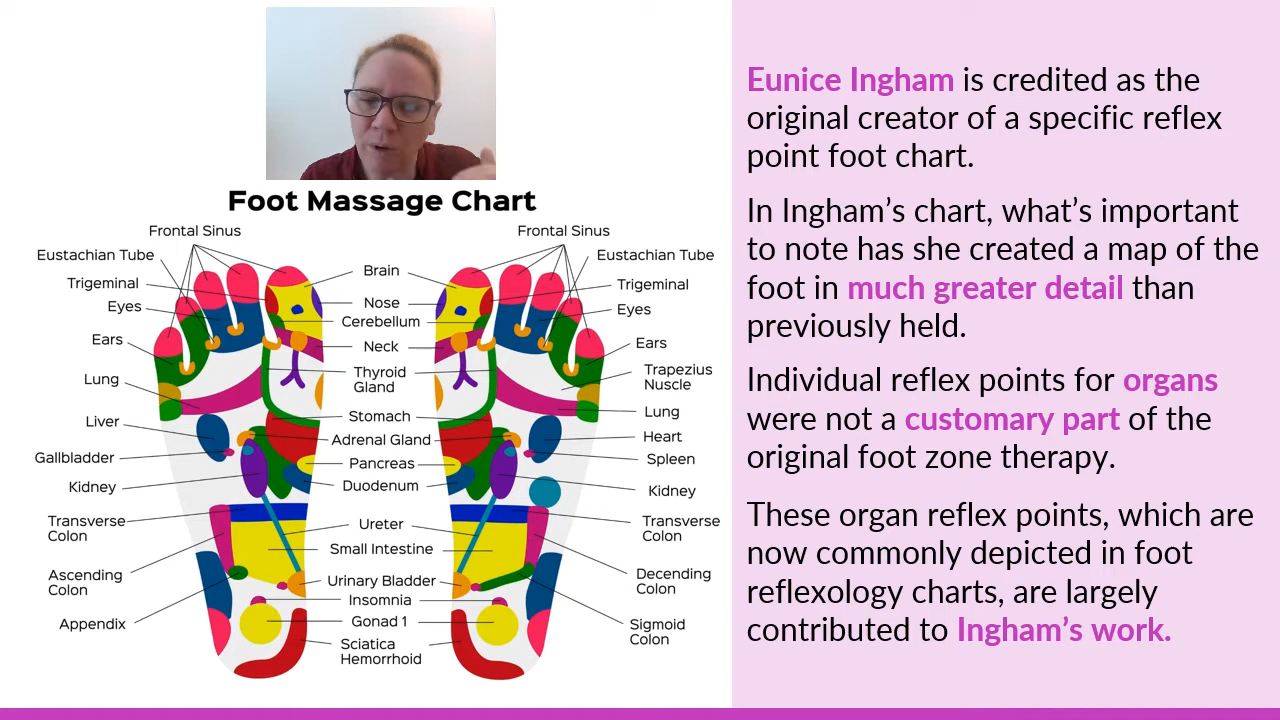 Foot Massage Chart
Frontal Sinus
Eustachian Tube
Trigeminal
Eyes
Ears
Lung
Liver
Gallbladder
Kidney
Transverse
Colon
Ascending
Colon
Appendix
Brain
Nose
Cerebellum
Neck
Thyroid
Gland
Stomach
Adrenal Gland
Pancreas
Duodenum
Ureter
Small Intestine
Urinary Bladder
Insomnia
Gonad 1
Sciatica
Hemorrhoid
Frontal Sinus
Eustachian Tube
Trigeminal
Eyes
Ears
Trapezius
Nuscle
Lung
Heart
Spleen
Kidney
Transverse
Colon
Decending
Colon
Sigmoid
Colon
Eunice Ingham is credited as the
original creator of a specific reflex
point foot chart.
In Ingham’s chart, what’s important
to note has she created a map of the
foot in much greater detail than
previously held.
Individual reflex points for organs
were not a customary part of the
original foot zone therapy.
These organ reflex points, which are
now commonly depicted in foot
reflexology charts, are largely
contributed to Ingham’s work.